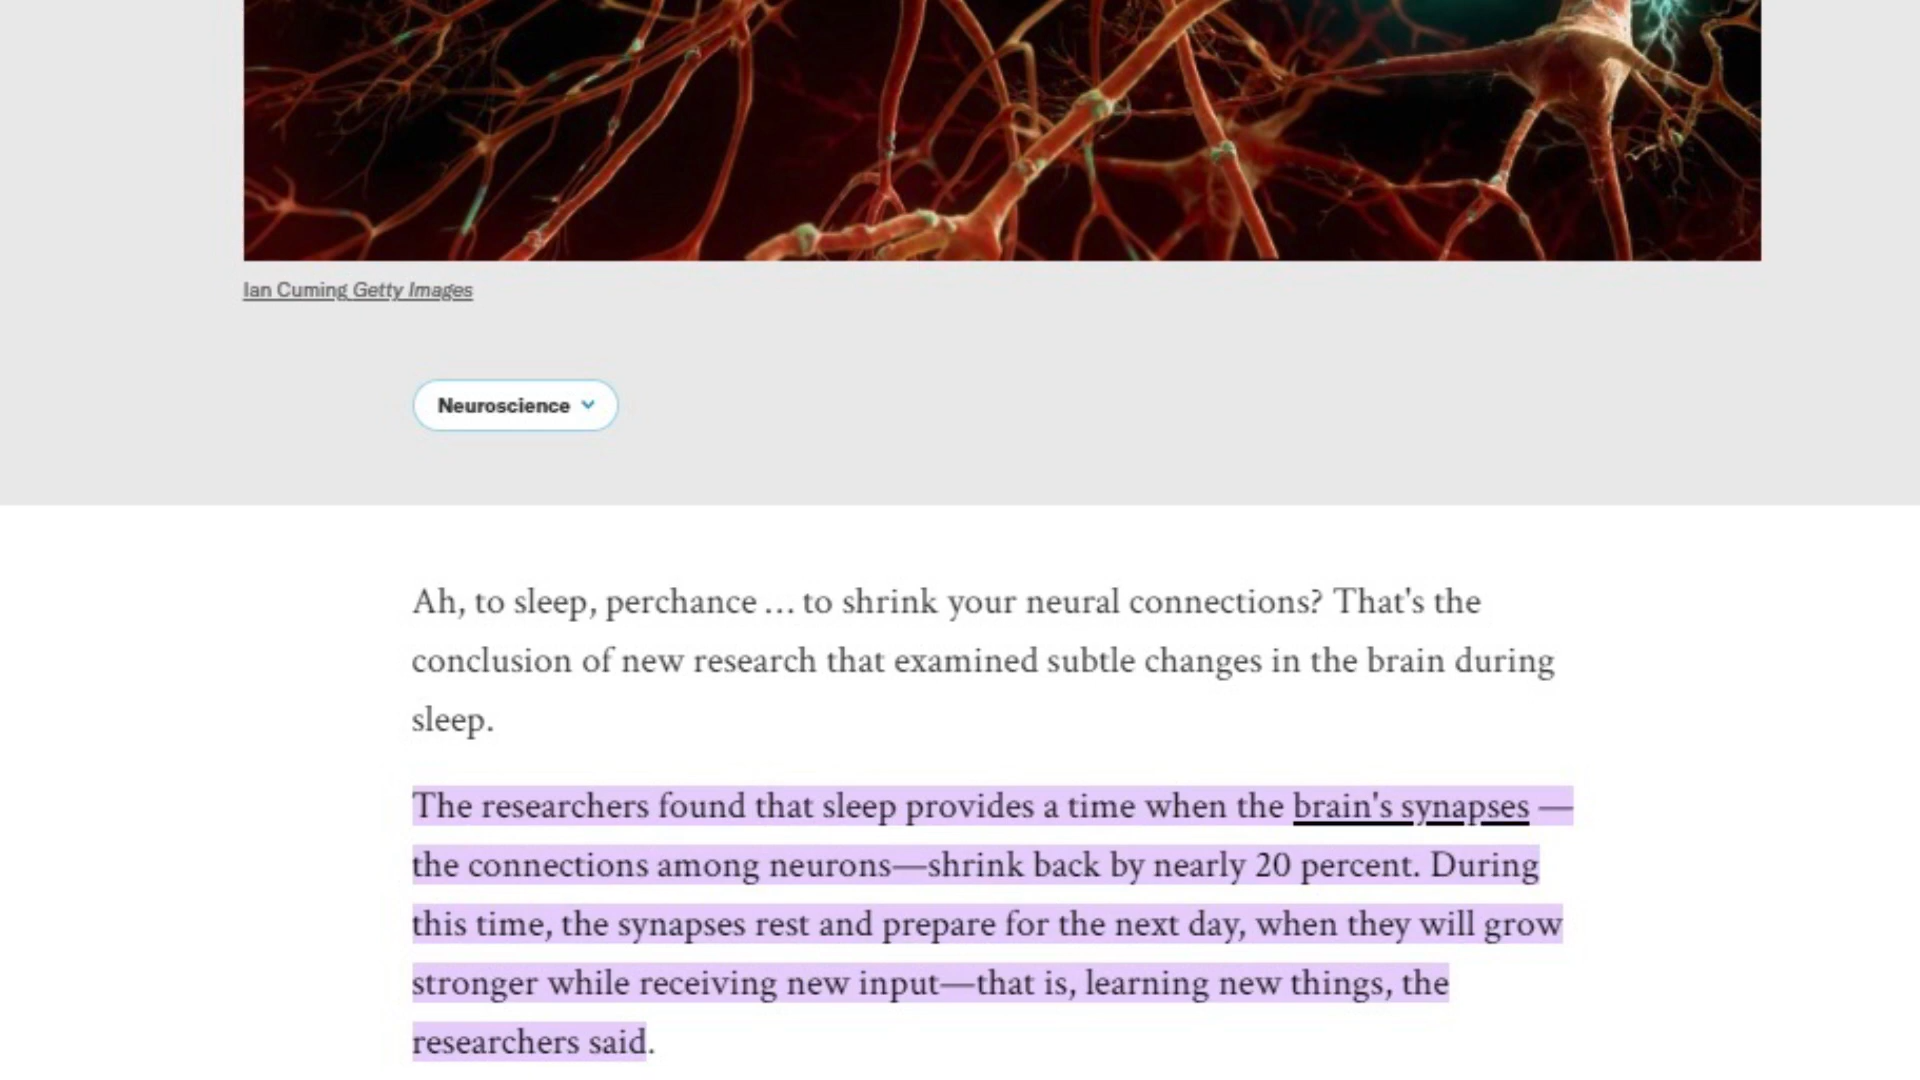 Ian Cuming Getty Images
Neuroscience
Ah, to sleep, perchance … to shrink your neural connections? That's the
conclusion of new research that examined subtle changes in the brain during
sleep.
The researchers found that sleep provides a time when the brain's synapses —
the connections among neurons—shrink back by nearly 20 percent. During
this time, the synapses rest and prepare for the next day, when they will grow
stronger while receiving new input—that is, learning new things, the
researchers said.